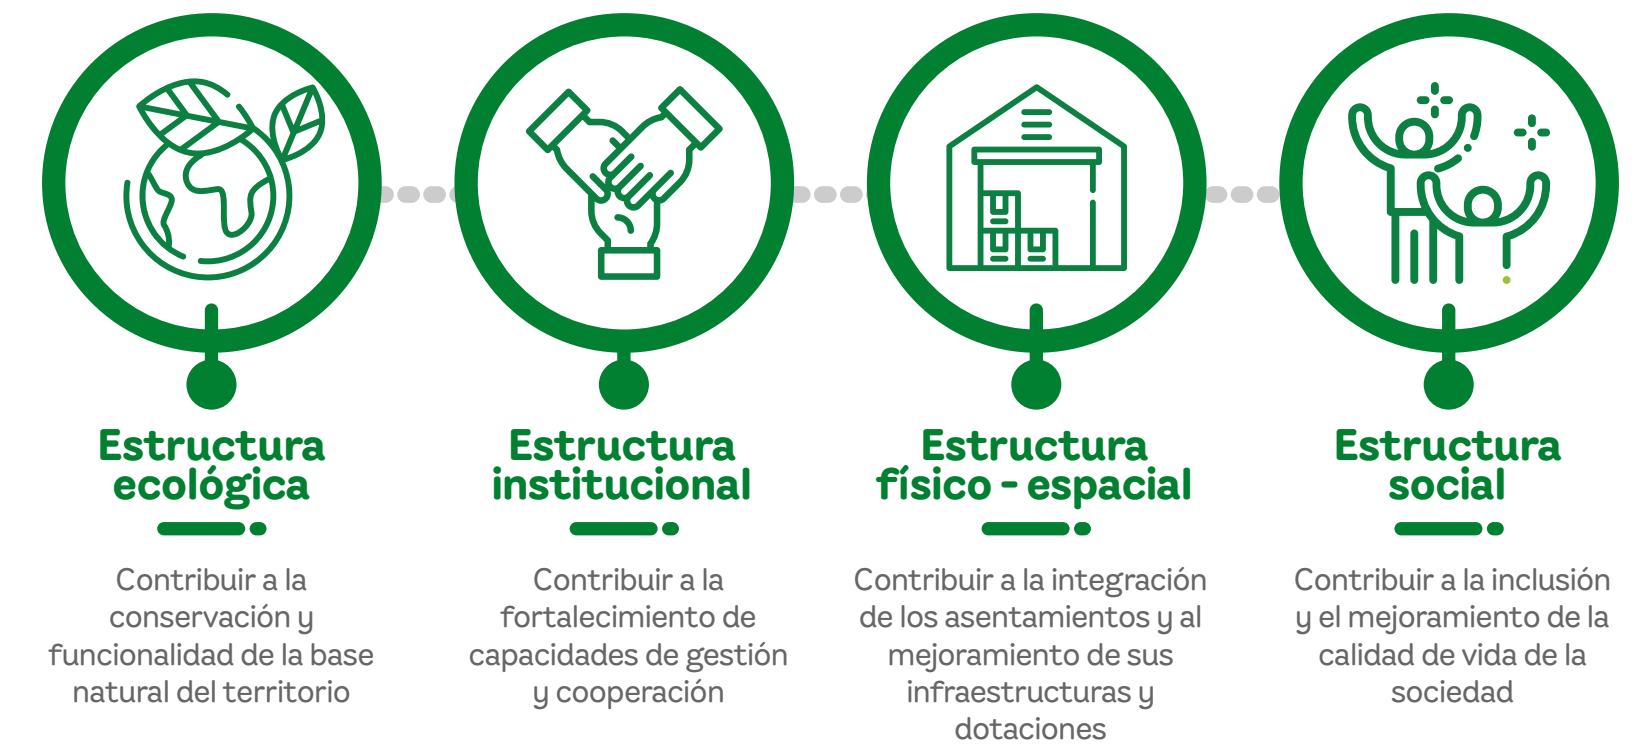 Estructura
ecológica
Contribuir a la
conservación y
funcionalidad de la base
natural del territorio
Estructura
institucional
Contribuir a la
fortalecimiento de
capacidades de gestión
y cooperación
Estructura
físico - espacial
Contribuir a la integración
de los asentamientos y al
mejoramiento de sus
infraestructuras y
dotaciones
Estructura
social
Contribuir a la inclusión
y el mejoramiento de la
calidad de vida de la
sociedad